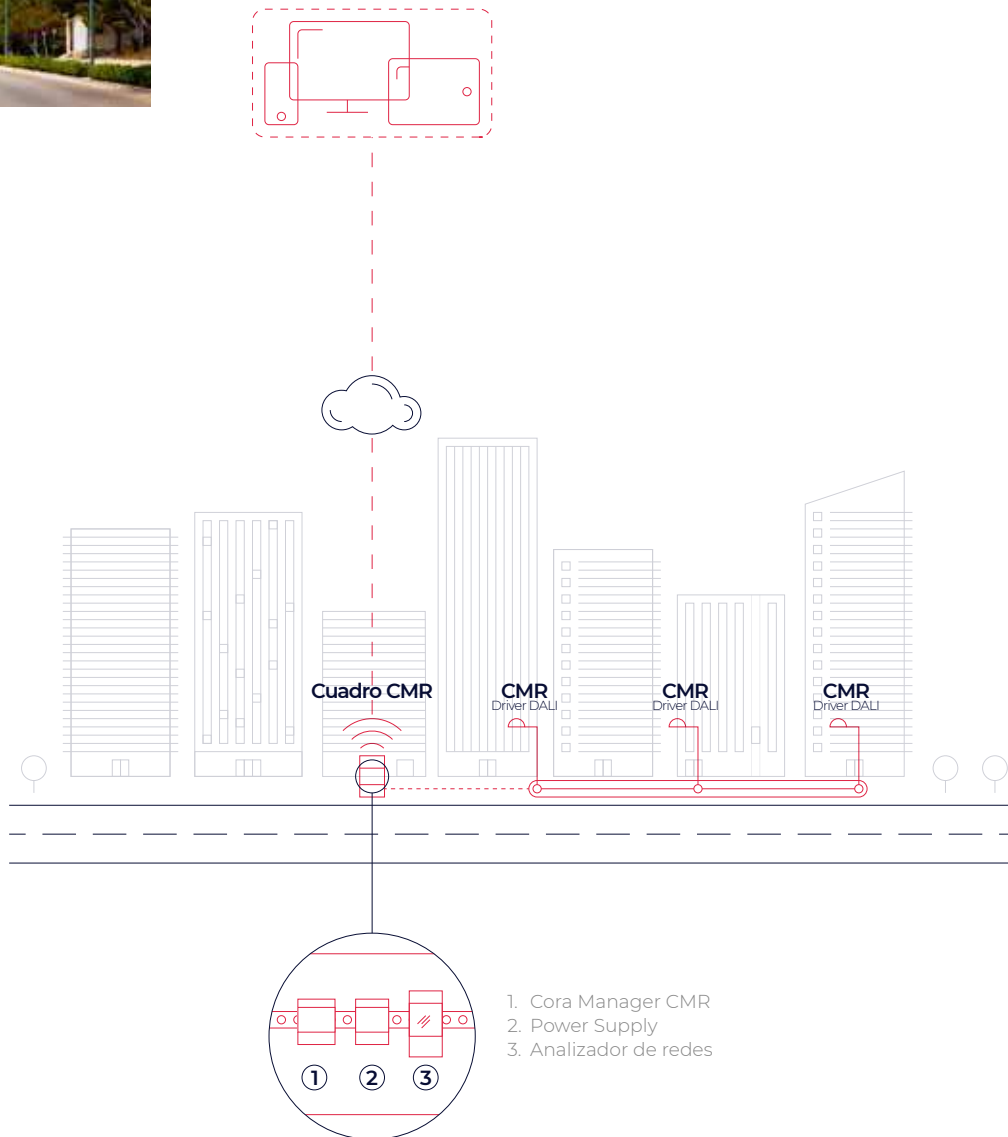 Cuadro CMR
CMR
Driver DALI
CMR
Driver DALI
CMR
Driver DALI
1
2
3
1. Cora Manager CMR
2. Power Supply
3. Analizador de redes